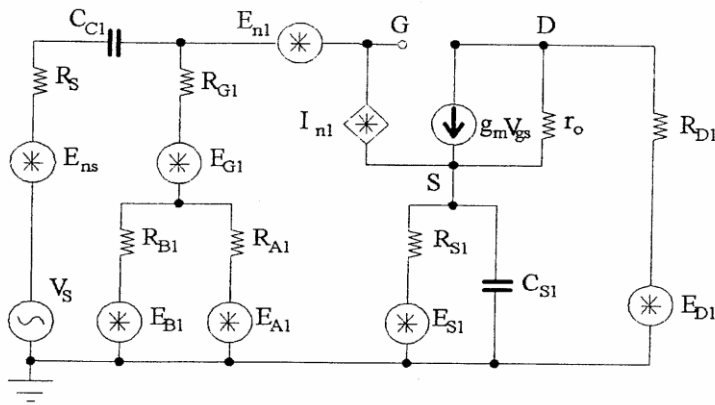 C_C1
E_n1
G
D
R_S
R_G1
I_n1
g_mV_gs
r_o
R_D1
E_ns
E_G1
S
R_B1
R_A1
R_S1
C_S1
V_S
E_B1
E_A1
E_S1
E_D1